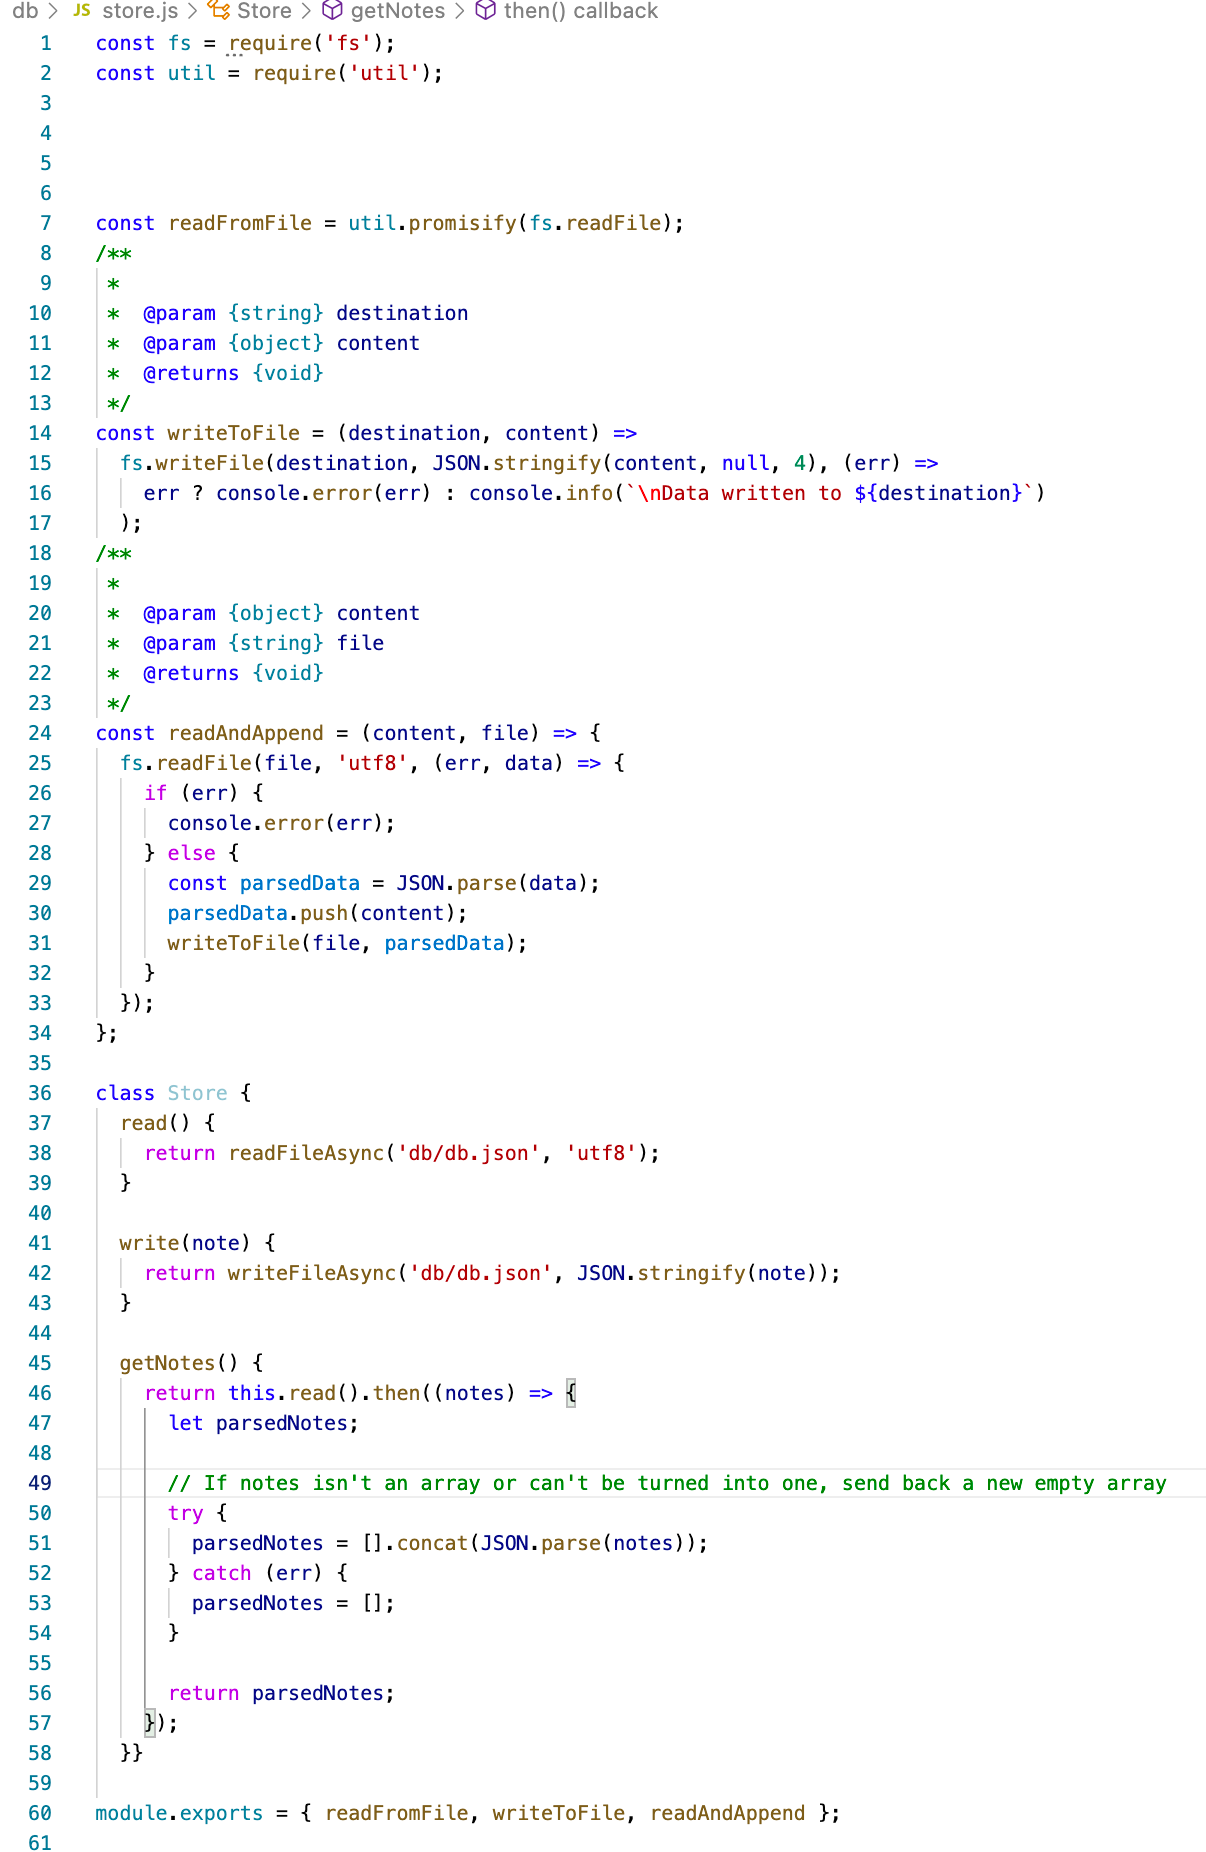 db > JS store.js > Store > getNotes > then() callback
1 const fs = require('fs');
2 const util = require('util');
3
4
5
6
7 const readFromFile = util.promisify(fs.readFile);
8 /**
9  *
10  *  @param {string} destination
11  *  @param {object} content
12  *  @returns {void}
13  */
14 const writeToFile = (destination, content) =>
15   fs.writeFile(destination, JSON.stringify(content, null, 4), (err) =>
16     err ? console.error(err) : console.info(`\nData written to ${destination}`)
17   );
18 /**
19  *
20  *  @param {object} content
21  *  @param {string} file
22  *  @returns {void}
23  */
24 const readAndAppend = (content, file) => {
25   fs.readFile(file, 'utf8', (err, data) => {
26     if (err) {
27       console.error(err);
28     } else {
29       const parsedData = JSON.parse(data);
30       parsedData.push(content);
31       writeToFile(file, parsedData);
32     }
33   });
34 };
35
36 class Store {
37   read() {
38     return readFileAsync('db/db.json', 'utf8');
39   }
40
41   write(note) {
42     return writeFileAsync('db/db.json', JSON.stringify(note));
43   }
44
45   getNotes() {
46     return this.read().then((notes) => {
47       let parsedNotes;
48
49       // If notes isn't an array or can't be turned into one, send back a new empty array
50       try {
51         parsedNotes = [].concat(JSON.parse(notes));
52       } catch (err) {
53         parsedNotes = [];
54       }
55
56       return parsedNotes;
57     });
58   }}
59
60 module.exports = { readFromFile, writeToFile, readAndAppend };
61